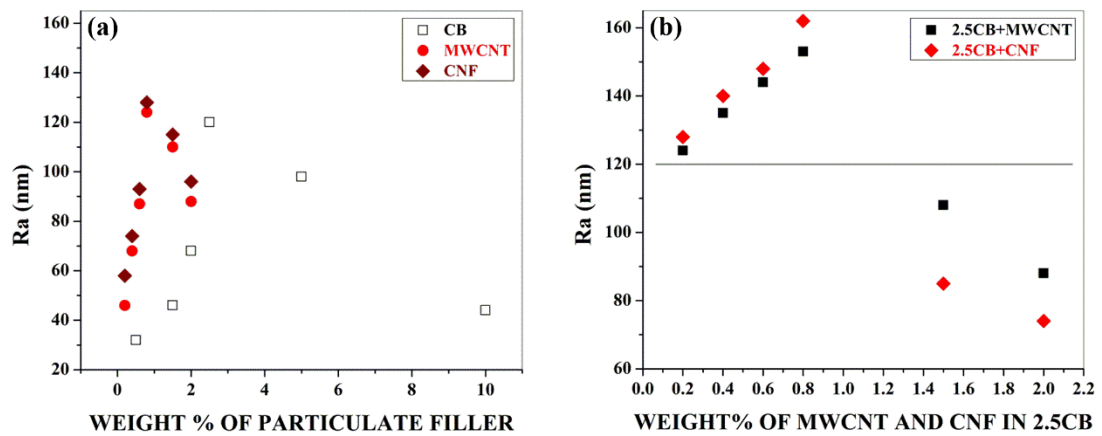 (a)
CB
MWCNT
CNF
160
140
120
100
80
60
40
20
Ra (nm)
0 2 4 6 8 10
WEIGHT % OF PARTICULATE FILLER
(b)
2.5CB+MWCNT
2.5CB+CNF
160
140
120
100
80
60
Ra (nm)
0.0 0.2 0.4 0.6 0.8 1.0 1.2 1.4 1.6 1.8 2.0 2.2
WEIGHT% OF MWCNT AND CNF IN 2.5CB